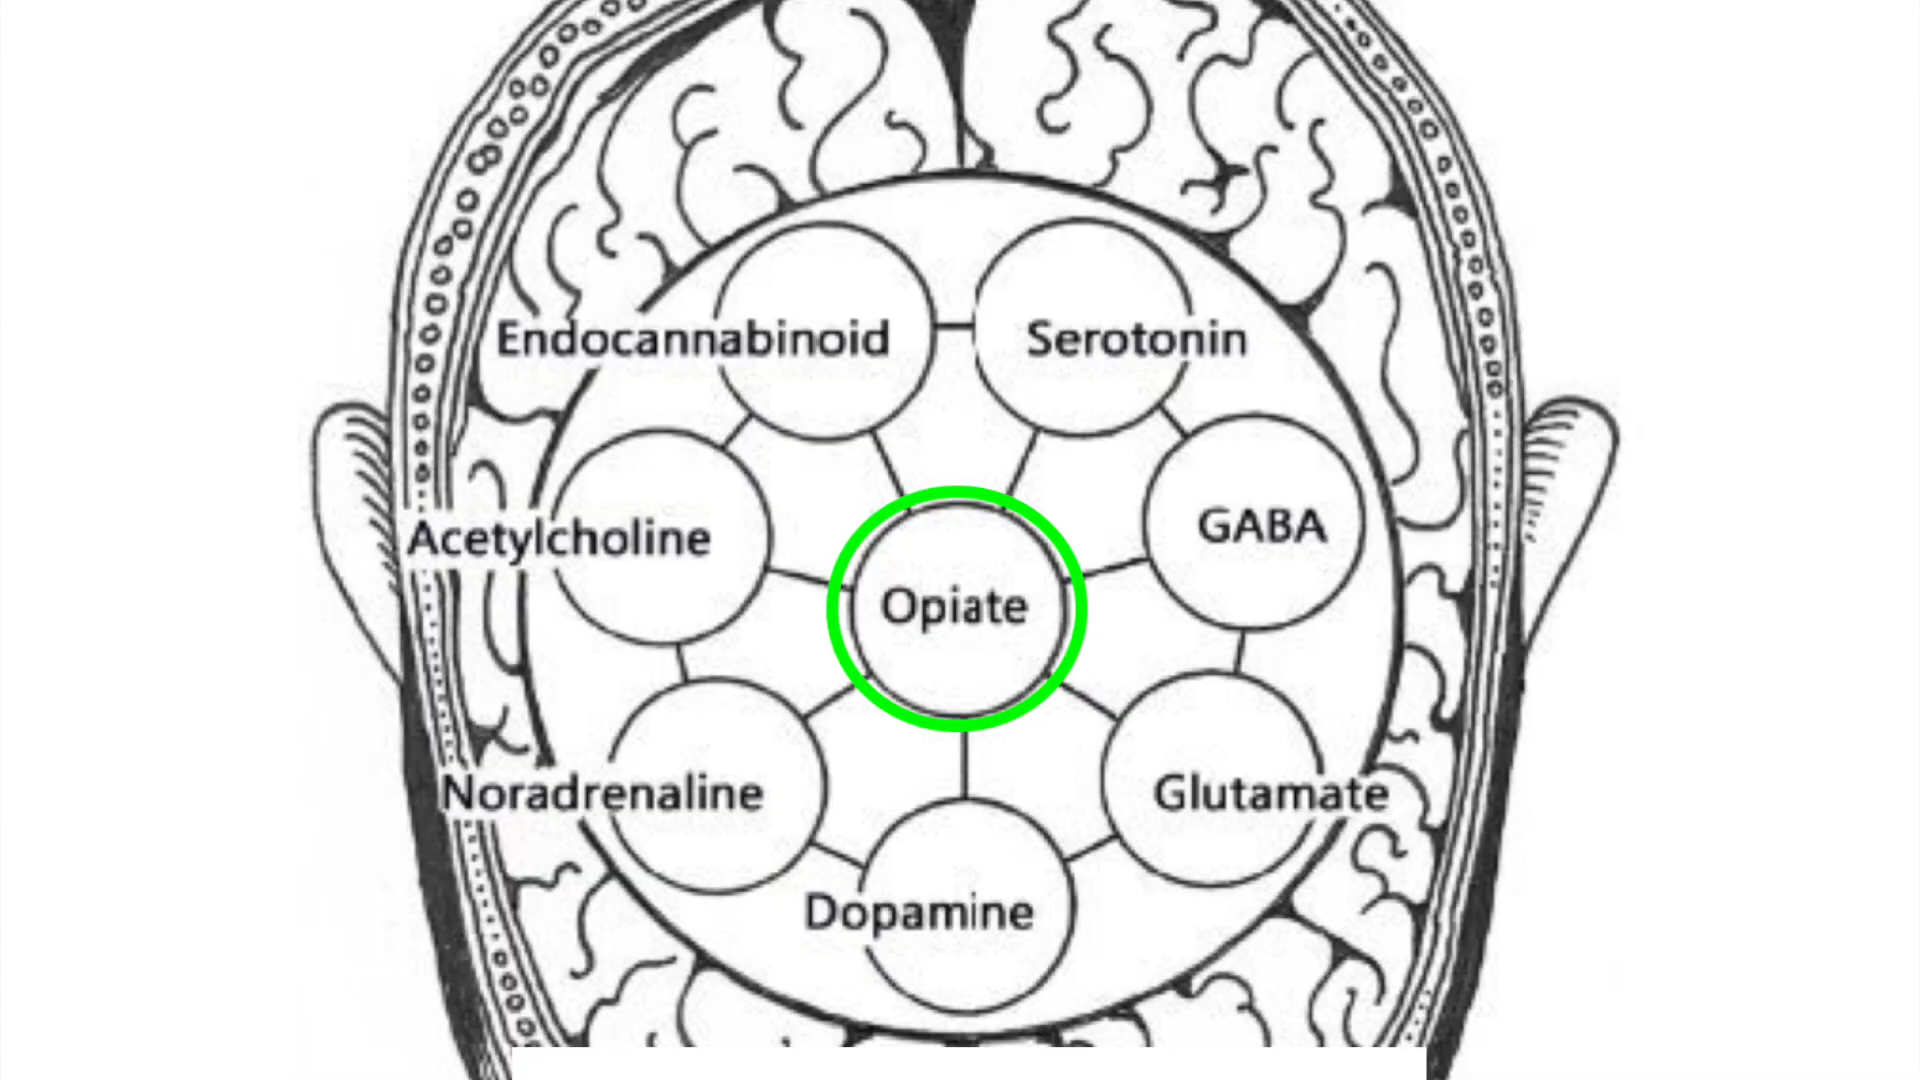 Endocannabinoid
Serotonin
Acetylcholine
GABA
Opiate
Noradrenaline
Glutamate
Dopamine